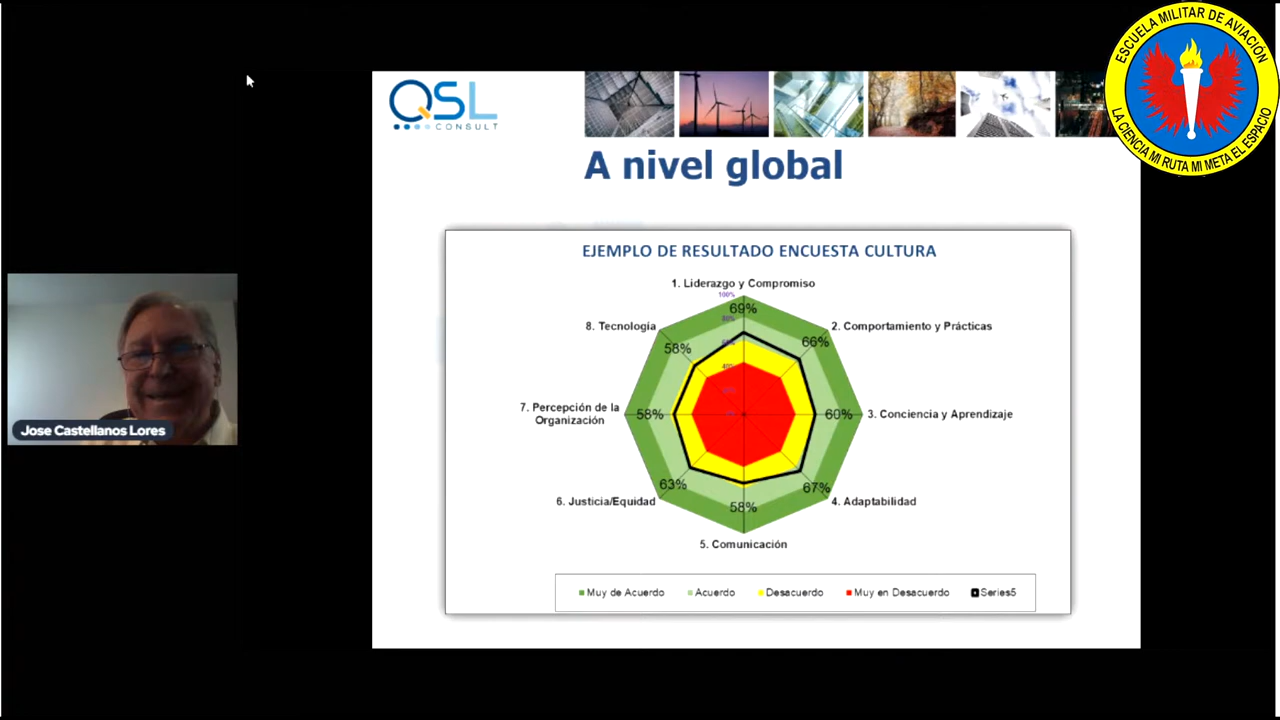 ESCUELA MILITAR DE AVIACIÓN
LA CIENCIA MI RUTA MI META EL ESPACIO
QSL
CONSULT
A nivel global
EJEMPLO DE RESULTADO ENCUESTA CULTURA
1. Liderazgo y Compromiso
100%
69%
80%
8. Tecnología
2. Comportamiento y Prácticas
58%
66%
40%
7. Percepción de la
Organización
58%
60%
3. Conciencia y Aprendizaje
63%
67%
6. Justicia/Equidad
4. Adaptabilidad
58%
5. Comunicación
Muy de Acuerdo
Acuerdo
Desacuerdo
Muy en Desacuerdo
Series5
Jose Castellanos Lores